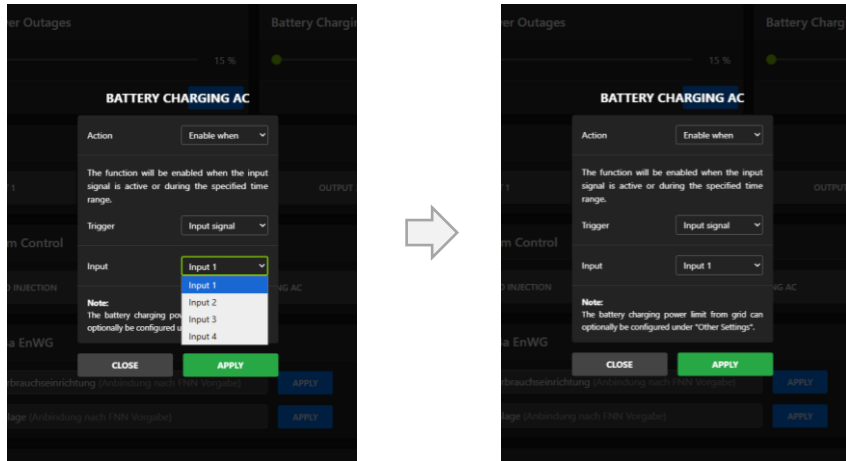 er Outages
Battery Chargin
15 %
BATTERY CHARGING AC
Action
Enable when
The function will be enabled when the input
signal is active or during the specified time
range.
T 1
OUTPUT
Trigger
Input signal
m Control
Input
Input 1
Input 1
Input 2
Input 3
Input 4
O INJECTION
NG AC
Note:
The battery charging pow
optionally be configured u
a EnWG
CLOSE
APPLY
rbrauchseinrichtung (Anbindung nach FNN Vorgabe)
APPLY
lage (Anbindung nach FNN Vorgabe)
APPLY
er Outages
Battery Charg
15 %
BATTERY CHARGING AC
Action
Enable when
The function will be enabled when the input
signal is active or during the specified time
range.
T 1
OUTPUT
Trigger
Input signal
m Control
Input
Input 1
O INJECTION
NG AC
Note:
The battery charging power limit from grid can
optionally be configured under "Other Settings".
a EnWG
CLOSE
APPLY
rbrauchseinrichtung (Anbindung nach FNN Vorgabe)
APPLY
lage (Anbindung nach FNN Vorgabe)
APPLY